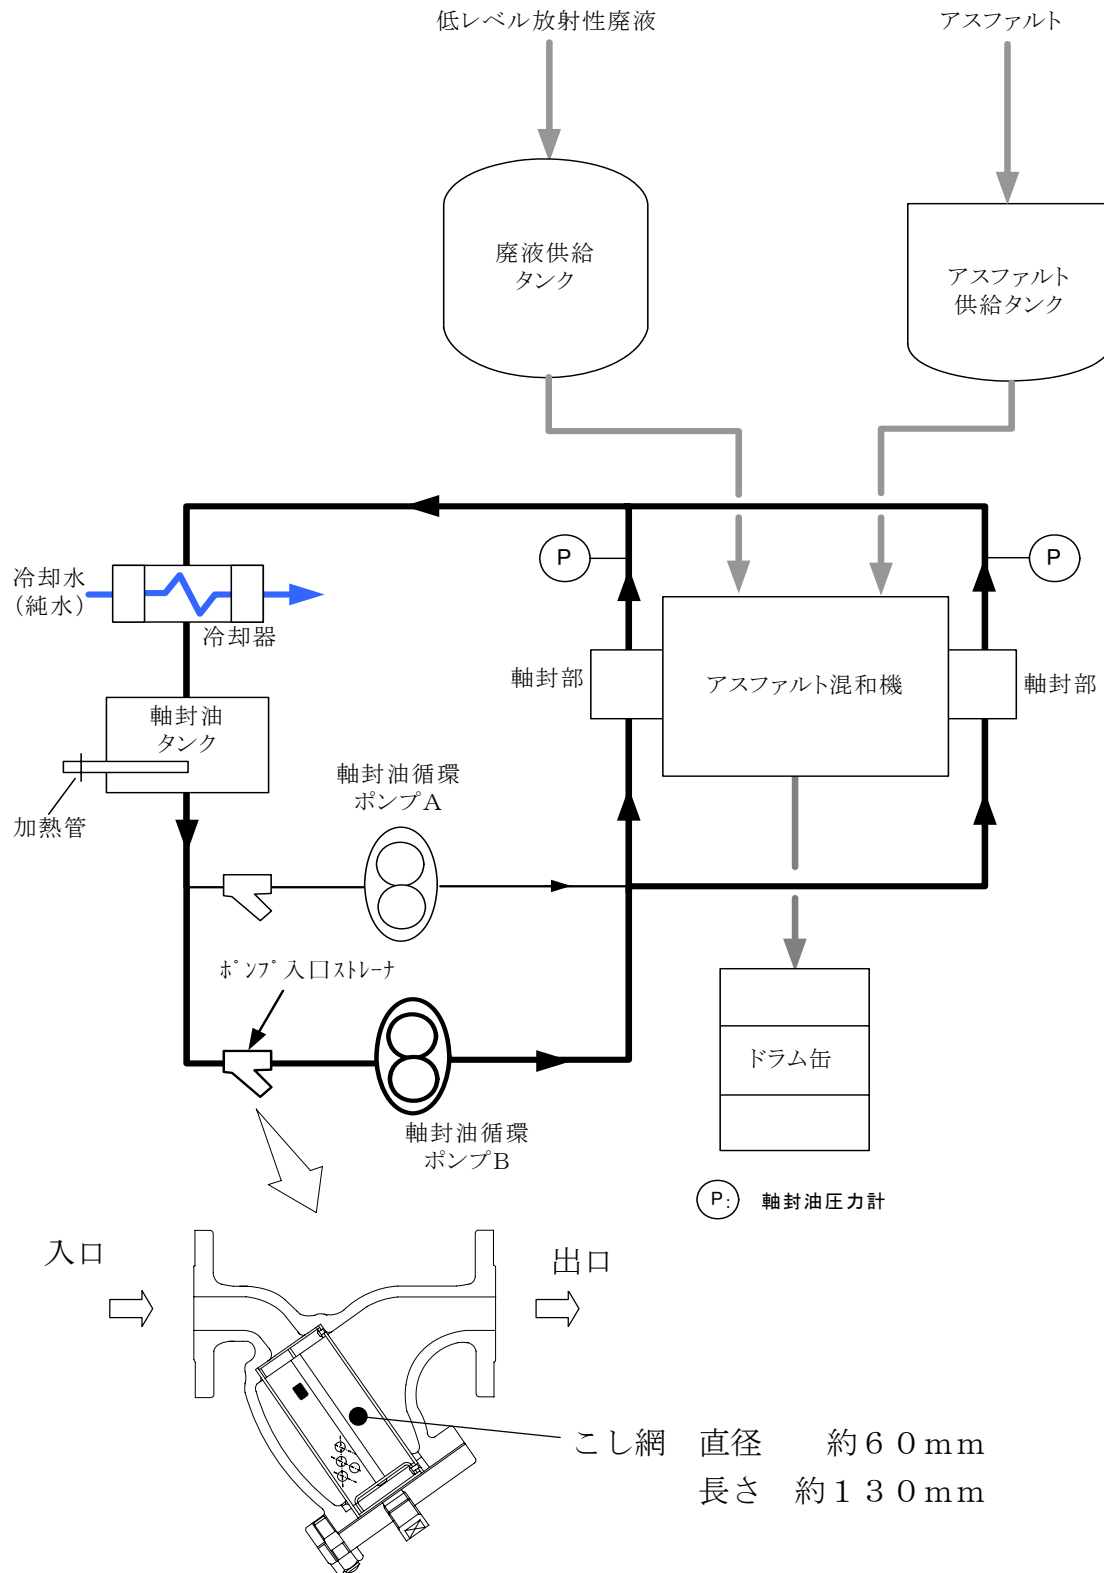 低レベル放射性廃液
アスファルト
廃液供給
タンク
アスファルト
供給タンク
P
P
冷却水
(純水)
冷却器
軸封部
アスファルト混和機
軸封部
軸封油
タンク
加熱管
軸封油循環
ポンプA
ﾎﾟﾝﾌﾟ入口ｽﾄﾚｰﾅ
ドラム缶
軸封油循環
ポンプB
P: 軸封油圧力計
入口
出口
こし網 直径 約60mm
長さ 約130mm